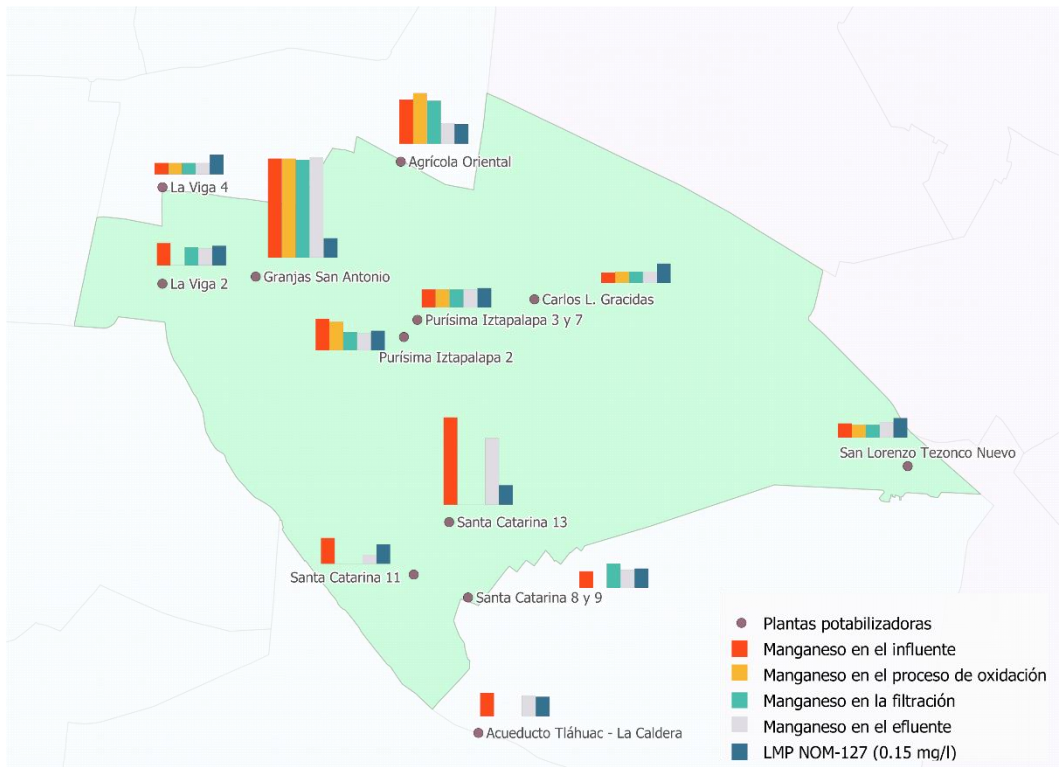 Agrícola Oriental
La Viga 4
Granjas San Antonio
La Viga 2
Carlos L. Gracidas
Purísima Iztapalapa 3 y 7
Purísima Iztapalapa 2
San Lorenzo Tezonco Nuevo
Santa Catarina 13
Santa Catarina 11
Santa Catarina 8 y 9
Acueducto Tláhuac - La Caldera
Plantas potabilizadoras
Manganeso en el influente
Manganeso en el proceso de oxidación
Manganeso en la filtración
Manganeso en el efluente
LMP NOM-127 (0.15 mg/l)